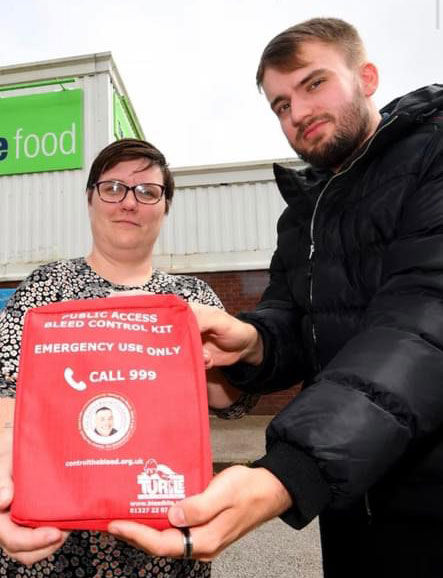 food
PUBLIC ACCESS
BLEED CONTROL KIT
EMERGENCY USE ONLY
CALL 999
controlthebleed.org.uk
TURTLE